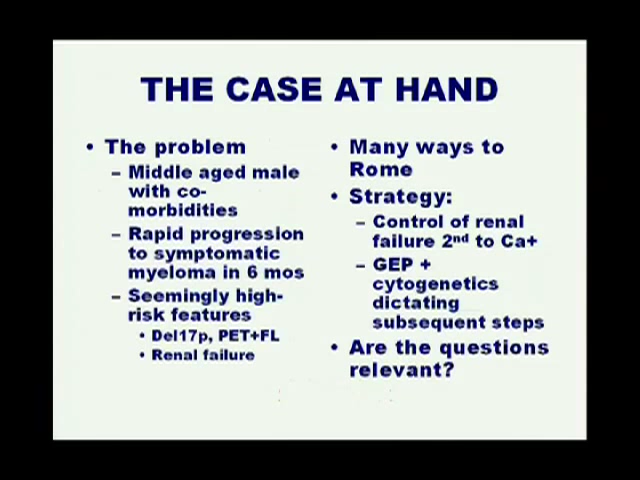 THE CASE AT HAND
• The problem
– Middle aged male
with co-
morbidities
– Rapid progression
to symptomatic
myeloma in 6 mos
– Seemingly high-
risk features
• Del17p, PET+FL
• Renal failure
• Many ways to
Rome
• Strategy:
– Control of renal
failure 2nd to Ca+
– GEP +
cytogenetics
dictating
subsequent steps
• Are the questions
relevant?